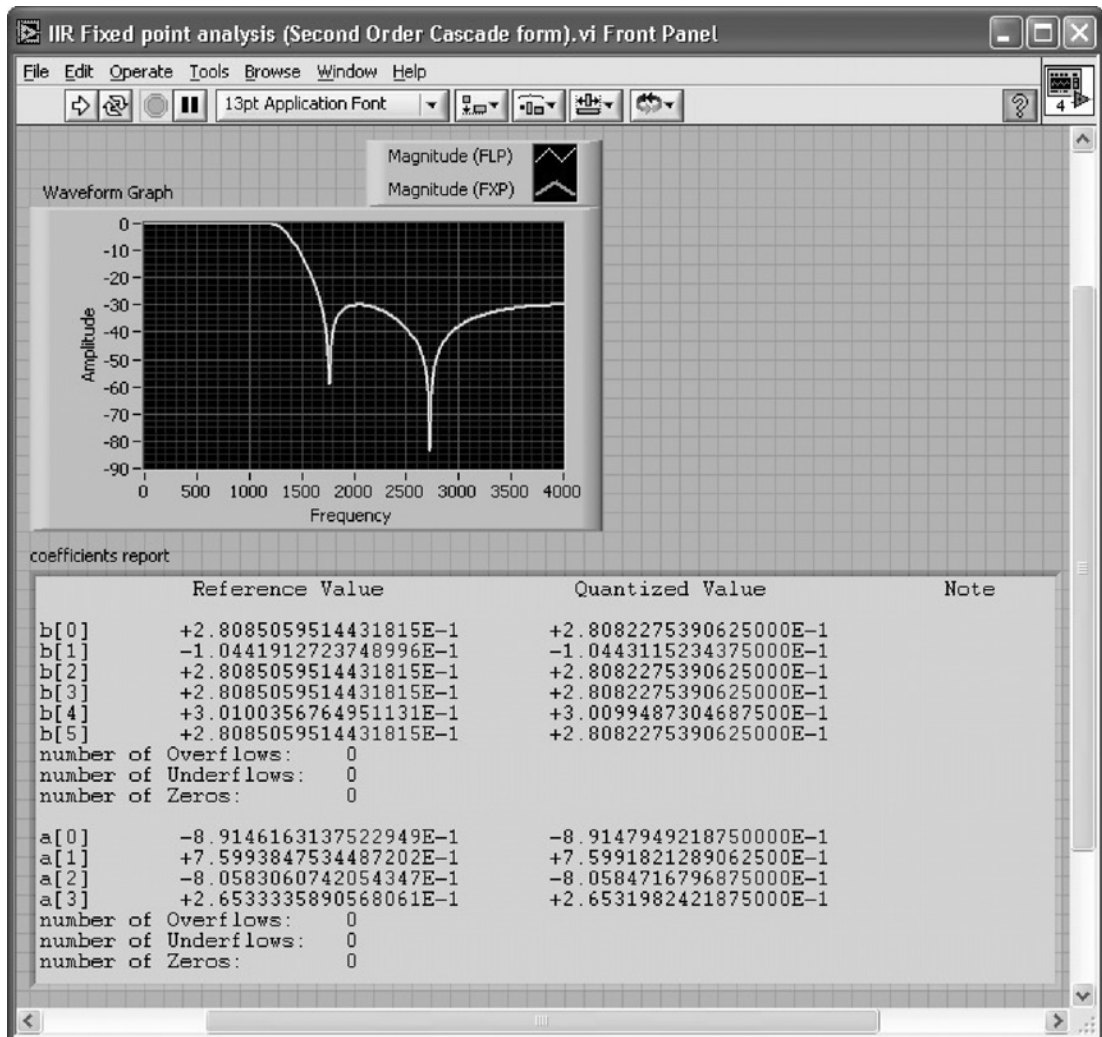 IIR Fixed point analysis (Second Order Cascade form).vi Front Panel
File Edit Operate Tools Browse Window Help
13pt Application Font
4
Magnitude (FLP)
Magnitude (FXP)
Waveform Graph
0
-10
-20
-30
-40
-50
-60
-70
-80
-90
Amplitude
0 500 1000 1500 2000 2500 3000 3500 4000
Frequency
coefficients report
Reference Value Quantized Value Note
b[0] +2.8085059514431815E-1 +2.8082275390625000E-1
b[1] -1.0441912723748996E-1 -1.0443115234375000E-1
b[2] +2.8085059514431815E-1 +2.8082275390625000E-1
b[3] +2.8085059514431815E-1 +2.8082275390625000E-1
b[4] +3.0100356764951131E-1 +3.0099487304687500E-1
b[5] +2.8085059514431815E-1 +2.8082275390625000E-1
number of Overflows: 0
number of Underflows: 0
number of Zeros: 0
a[0] -8.9146163137522949E-1 -8.9147949218750000E-1
a[1] +7.5993847534487202E-1 +7.5991821289062500E-1
a[2] -8.0583060742054347E-1 -8.0584716796875000E-1
a[3] +2.6533335890568061E-1 +2.6531982421875000E-1
number of Overflows: 0
number of Underflows: 0
number of Zeros: 0